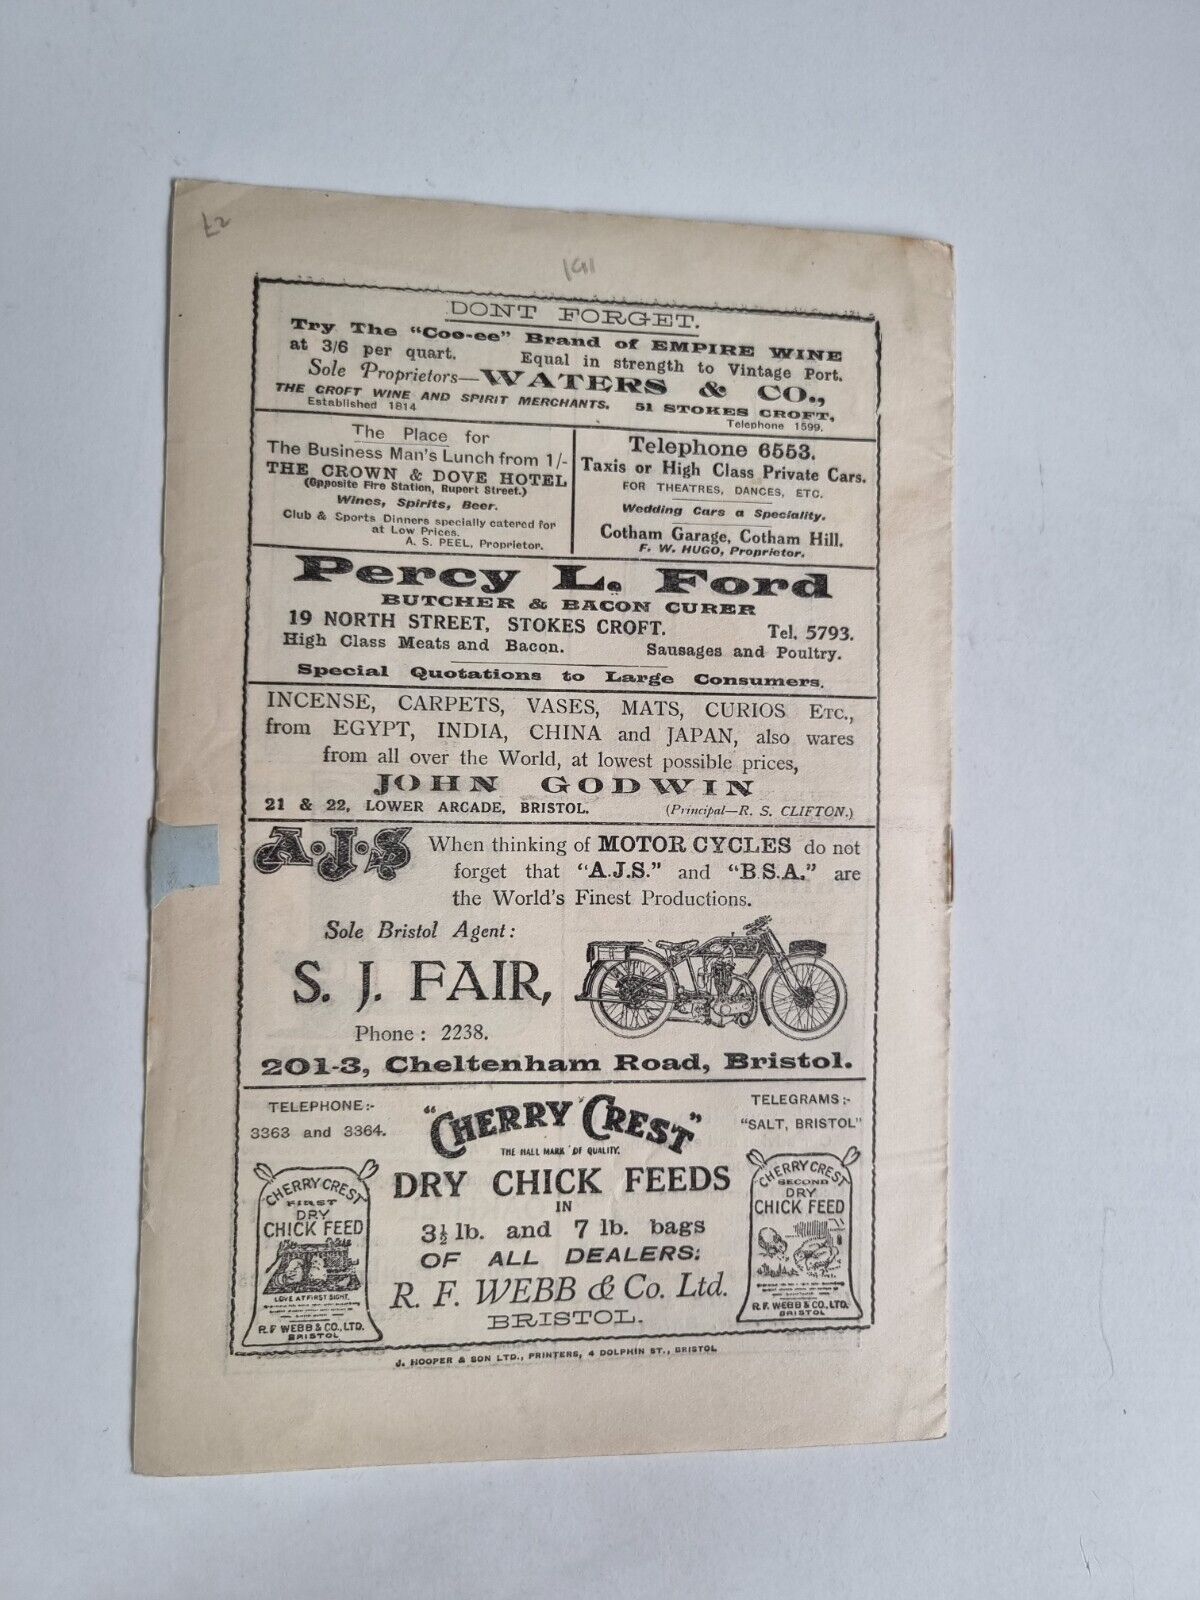 £2
1911
DONT FORGET.
Try The "Coo-ee" Brand of EMPIRE WINE
at 3/6 per quart. Equal in strength to Vintage Port.
Sole Proprietors—WATERS & CO.,
THE CROFT WINE AND SPIRIT MERCHANTS. 51 STOKES CROFT,
Established 1814 Telephone 1599.
The Place for
The Business Man's Lunch from 1/-
THE CROWN & DOVE HOTEL
(Opposite Fire Station, Rupert Street.)
Wines, Spirits, Beer.
Club & Sports Dinners specially catered for
at Low Prices.
A. S. PEEL, Proprietor.
Telephone 6553.
Taxis or High Class Private Cars.
FOR THEATRES, DANCES, ETC.
Wedding Cars a Speciality.
Cotham Garage, Cotham Hill.
F. W. HUGO, Proprietor.
Percy L. Ford
BUTCHER & BACON CURER
19 NORTH STREET, STOKES CROFT. Tel. 5793.
High Class Meats and Bacon. Sausages and Poultry.
Special Quotations to Large Consumers.
INCENSE, CARPETS, VASES, MATS, CURIOS ETC.,
from EGYPT, INDIA, CHINA and JAPAN, also wares
from all over the World, at lowest possible prices,
JOHN GODWIN
21 & 22, LOWER ARCADE, BRISTOL. (Principal—R. S. CLIFTON.)
A.J.S
When thinking of MOTOR CYCLES do not
forget that "A.J.S." and "B.S.A." are
the World's Finest Productions.
Sole Bristol Agent:
S. J. FAIR,
Phone: 2238.
201-3, Cheltenham Road, Bristol.
TELEPHONE:-
3363 and 3364.
"CHERRY CREST"
THE HALL MARK OF QUALITY.
TELEGRAMS:-
"SALT, BRISTOL"
DRY CHICK FEEDS
IN
3½ lb. and 7 lb. bags
OF ALL DEALERS:
R. F. WEBB & Co. Ltd.
BRISTOL.
CHERRY CREST
FIRST
DRY
CHICK FEED
LOVE AT FIRST SIGHT.
R.F WEBB & CO., LTD.
BRISTOL
CHERRY CREST
SECOND
DRY
CHICK FEED
R.F. WEBB & CO., LTD.
BRISTOL
J. HOOPER & SON LTD., PRINTERS, 4 DOLPHIN ST., BRISTOL